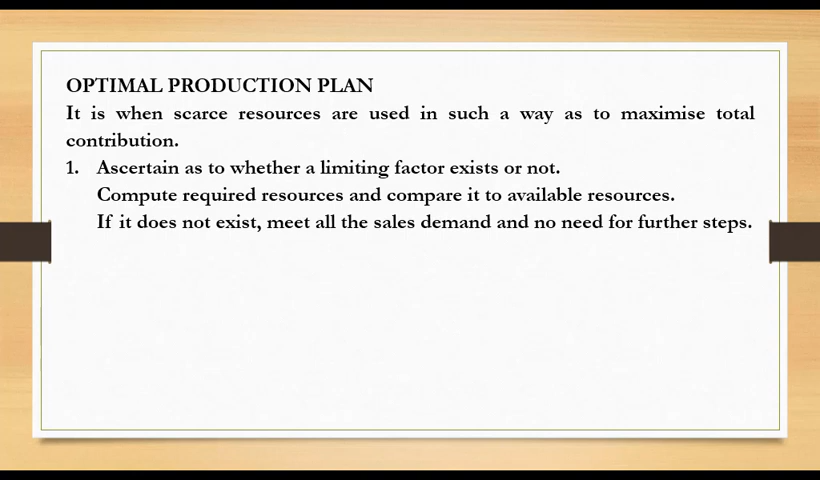 OPTIMAL PRODUCTION PLAN
It is when scarce resources are used in such a way as to maximise total
contribution.
1. Ascertain as to whether a limiting factor exists or not.
Compute required resources and compare it to available resources.
If it does not exist, meet all the sales demand and no need for further steps.